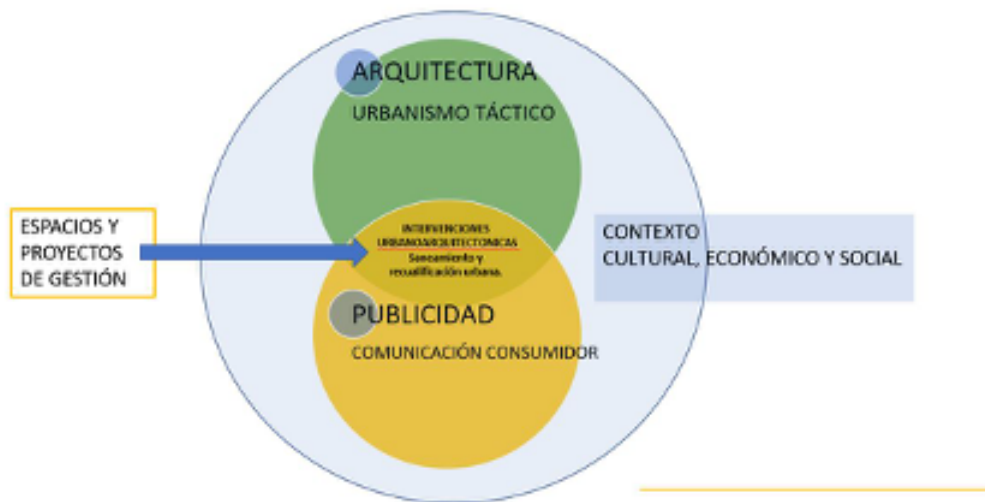 ARQUITECTURA
URBANISMO TÁCTICO
ESPACIOS Y
PROYECTOS
DE GESTIÓN
INTERVENCIONES
URBANOARQUITECTONICAS
Saneamiento y
recualificación urbana.
CONTEXTO
CULTURAL, ECONÓMICO Y SOCIAL
PUBLICIDAD
COMUNICACIÓN CONSUMIDOR